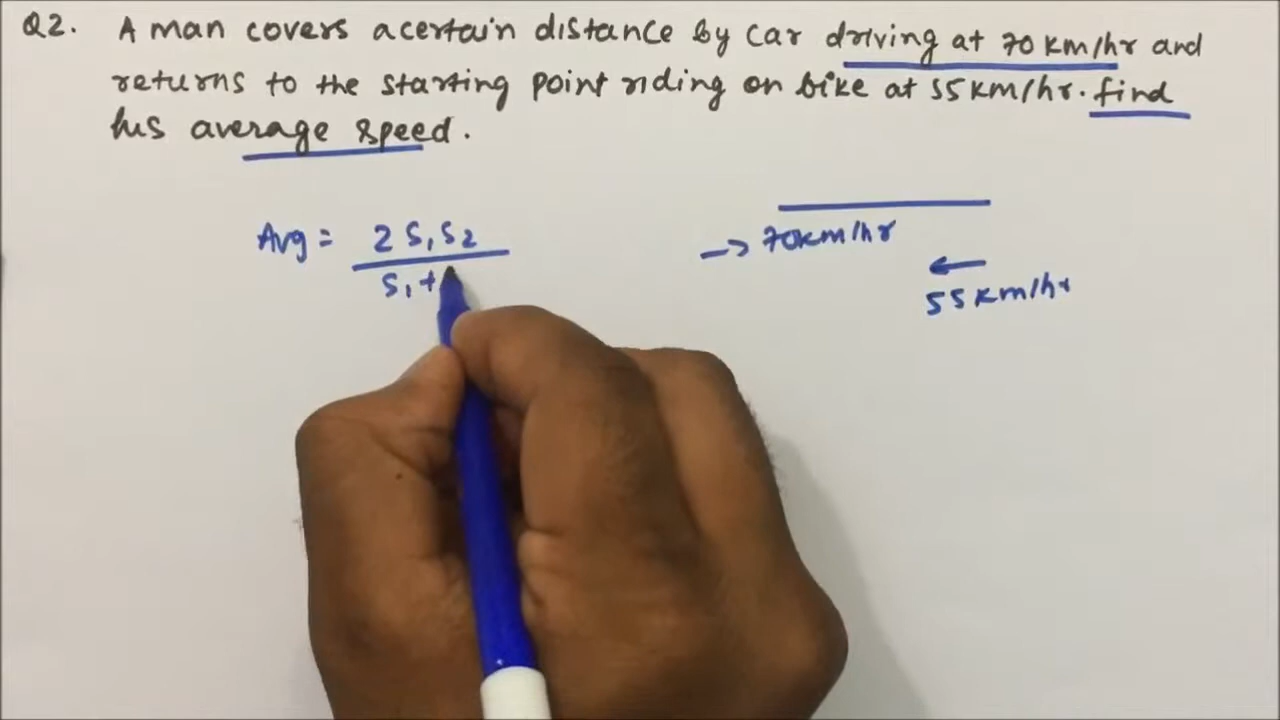 Q2. A man covers a certain distance by car driving at 70 km/hr and
returns to the starting point riding on bike at 55 km/hr. find
his average speed.
Avg = 2 S1 S2
S1 +
→ 70km/hr
←
55 km/hr